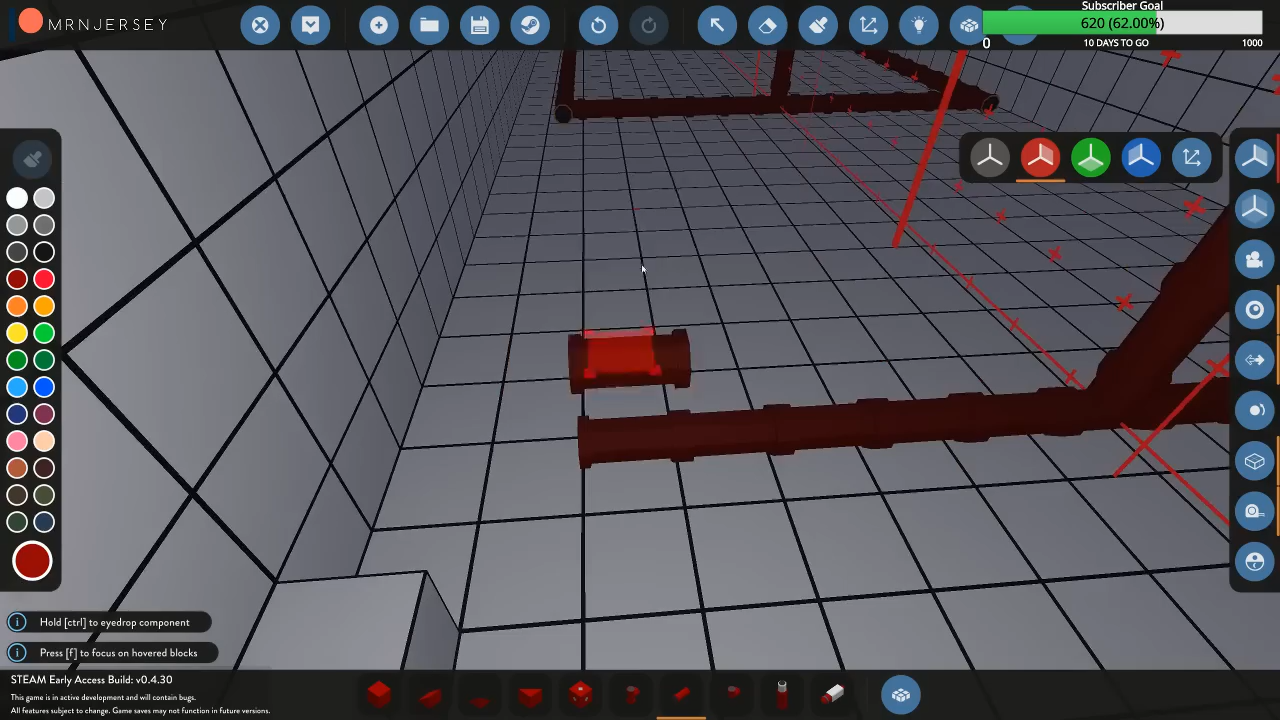 MRNJERSEY
Subscriber Goal
620 (62.00%)
0
10 DAYS TO GO
1000
Hold [ctrl] to eyedrop component
Press [f] to focus on hovered blocks
STEAM Early Access Build: v0.4.30
This game is in active development and will contain bugs.
All features subject to change. Game saves may not function in future versions.